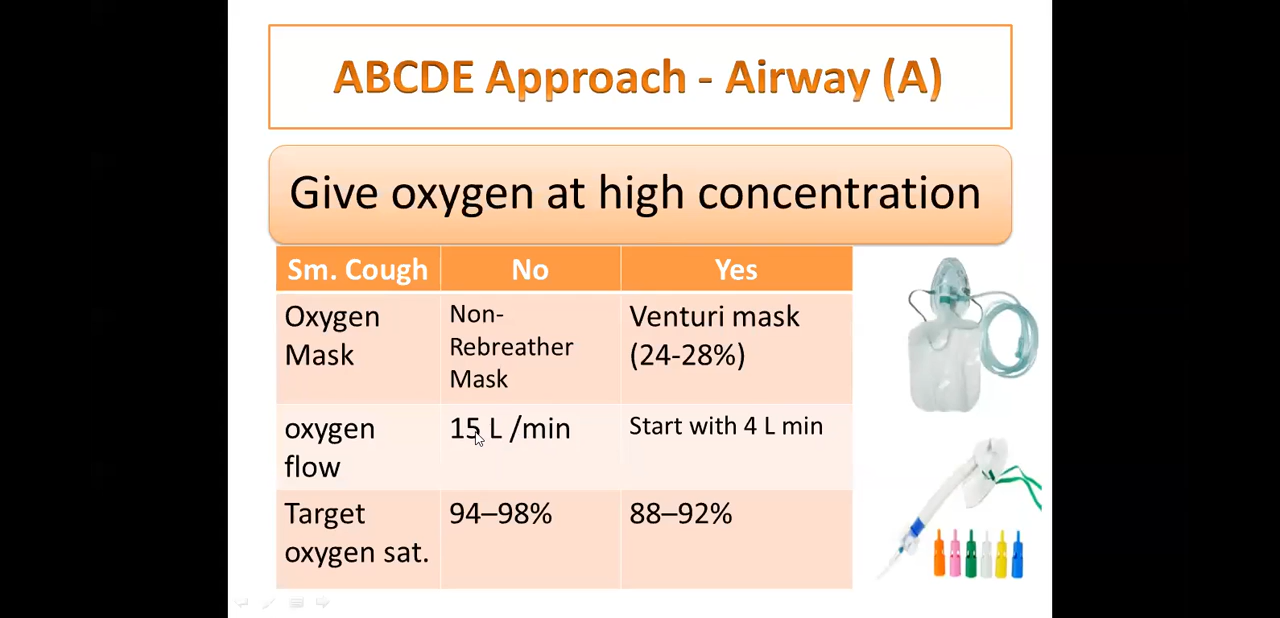 ABCDE Approach - Airway (A)
Give oxygen at high concentration
Sm. Cough
No
Yes
Oxygen
Mask
Non-
Rebreather
Mask
Venturi mask
(24-28%)
oxygen
flow
15 L /min
Start with 4 L min
Target
oxygen sat.
94–98%
88–92%